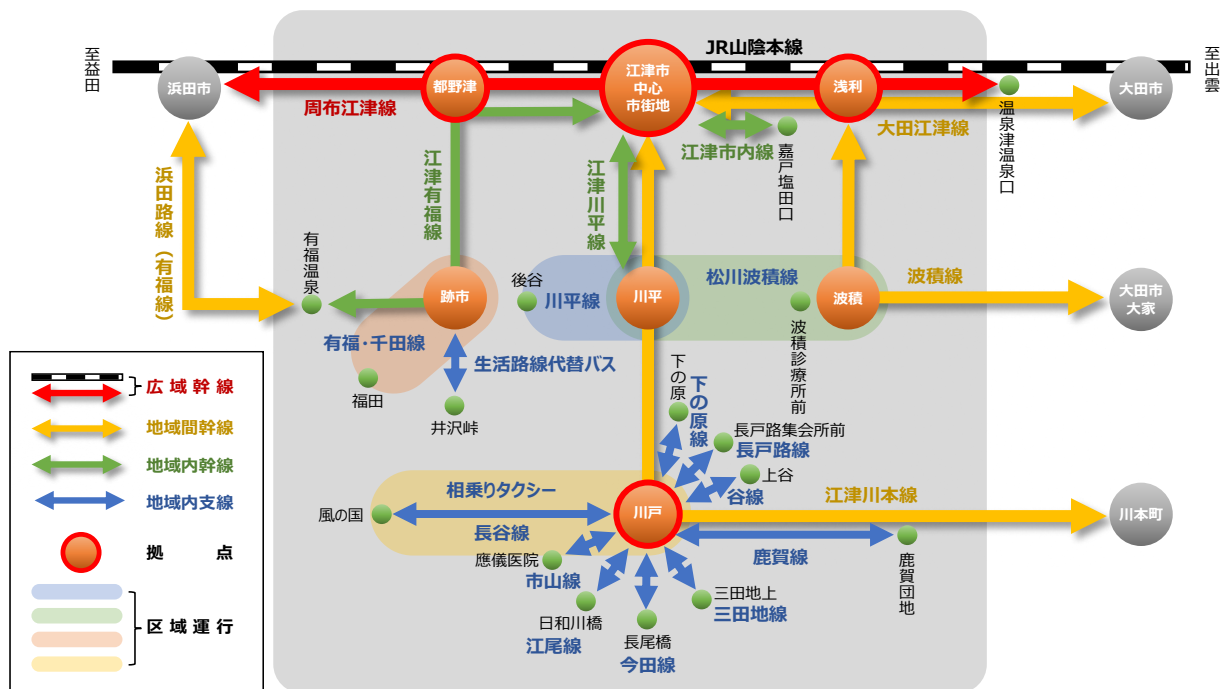 JR山陰本線
至益田
至出雲
浜田市
都野津
江津市
中心
市街地
浅利
大田市
周布江津線
大田江津線
温泉津温泉口
江津市内線
嘉戸塩田口
浜田路線（有福線）
江津有福線
江津川平線
有福温泉
跡市
後谷
川平線
川平
松川波積線
波積
波積線
大田市
大家
波積診療所前
有福・千田線
生活路線代替バス
福田
井沢峠
下の原
下の原線
長戸路集会所前
長戸路線
上谷
谷線
相乗りタクシー
風の国
長谷線
川戸
江津川本線
川本町
應儀医院
市山線
鹿賀線
鹿賀団地
日和川橋
江尾線
長尾橋
今田線
三田地上
三田地線
広域幹線
地域間幹線
地域内幹線
地域内支線
拠点
区域運行